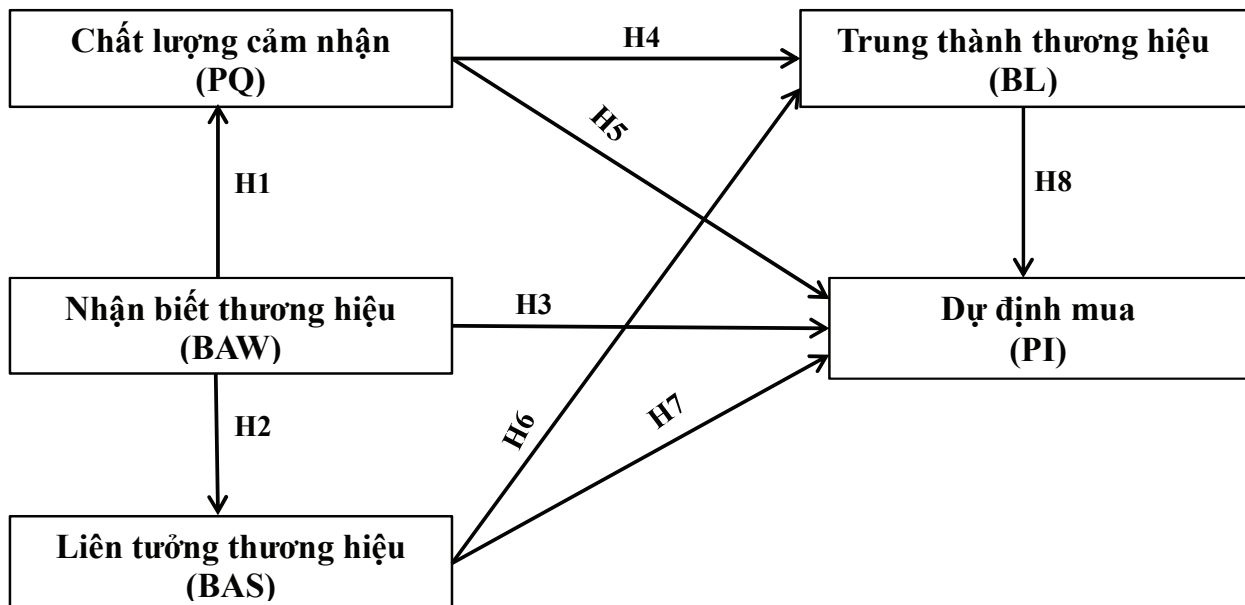 Chất lượng cảm nhận
(PQ)
H4
Trung thành thương hiệu
(BL)
H5
H1
H8
Nhận biết thương hiệu
(BAW)
H3
Dự định mua
(PI)
H2
H6
H7
Liên tưởng thương hiệu
(BAS)